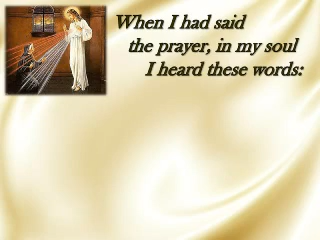 When I had said
the prayer, in my soul
I heard these words: